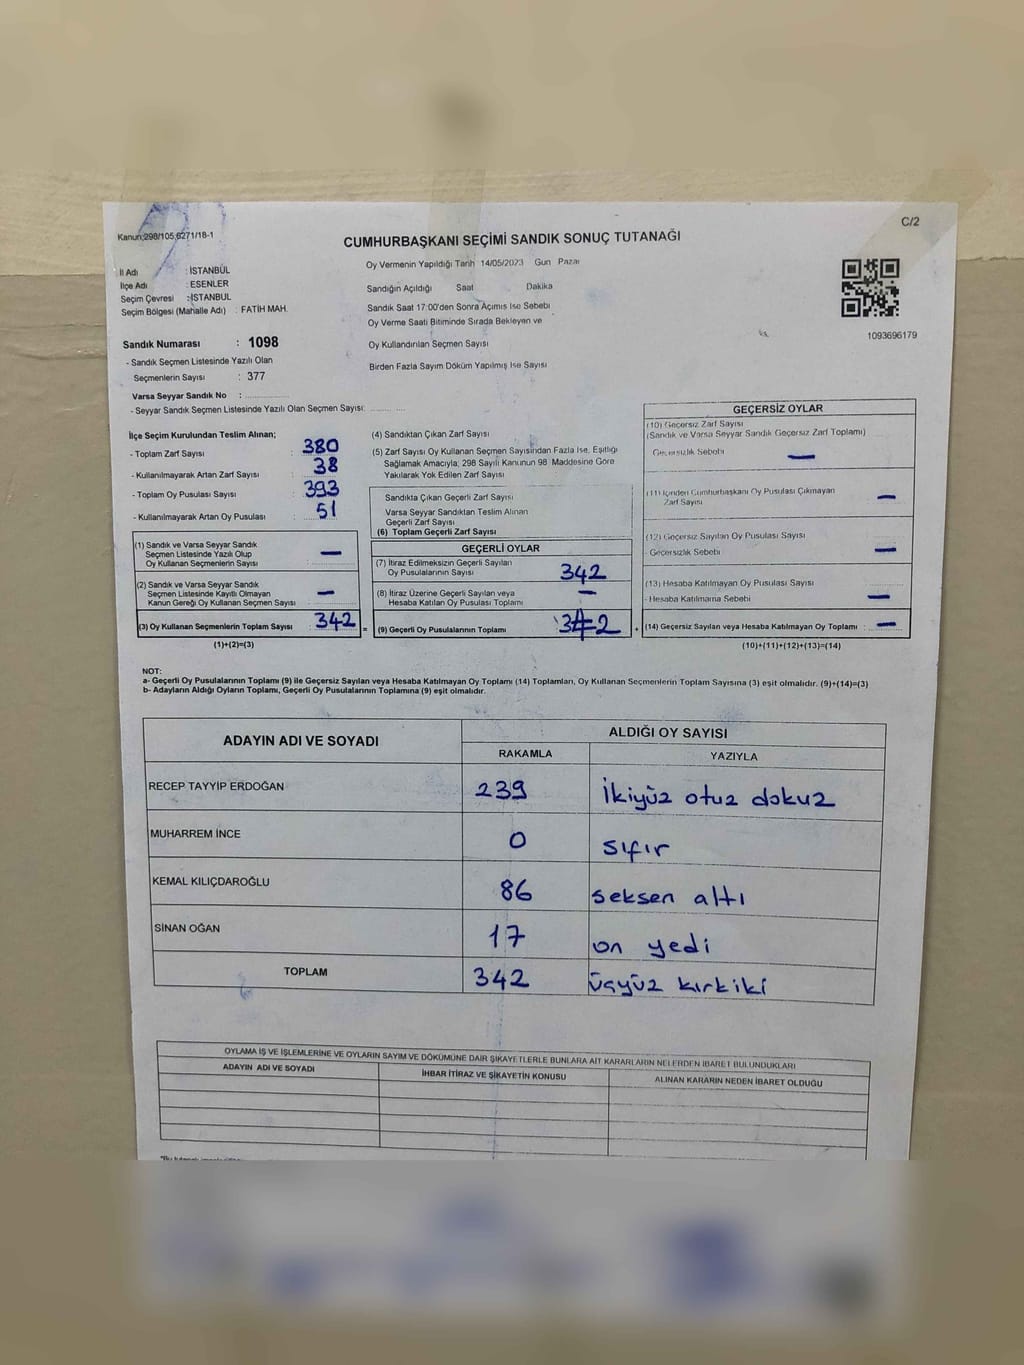 C/2
Kanun;298/105;6271/18-1
CUMHURBAŞKANI SEÇİMİ SANDIK SONUÇ TUTANAĞI
İl Adı : İSTANBUL
İlçe Adı : ESENLER
Seçim Çevresi : İSTANBUL
Seçim Bölgesi (Mahalle Adı) : FATİH MAH.
Oy Vermenin Yapıldığı Tarih 14/05/2023 Gün Pazar
Sandığın Açıldığı Saat Dakika
Sandık Saat 17:00'den Sonra Açımış İse Sebebi
Oy Verme Saati Bitiminde Sırada Bekleyen ve
Oy Kullandırılan Seçmen Sayısı
Birden Fazla Sayım Döküm Yapılmış İse Sayısı
1093696179
Sandık Numarası : 1098
- Sandık Seçmen Listesinde Yazılı Olan
Seçmenlerin Sayısı : 377
Varsa Seyyar Sandık No :
- Seyyar Sandık Seçmen Listesinde Yazılı Olan Seçmen Sayısı:
İlçe Seçim Kurulundan Teslim Alınan;
- Toplam Zarf Sayısı : 380
- Kullanılmayarak Artan Zarf Sayısı : 38
- Toplam Oy Pusulası Sayısı : 393
- Kullanılmayarak Artan Oy Pusulası : 51
(1) Sandık ve Varsa Seyyar Sandık
Seçmen Listesinde Yazılı Olup
Oy Kullanan Seçmenlerin Sayısı : —
(2) Sandık ve Varsa Seyyar Sandık
Seçmen Listesinde Kayıtlı Olmayan
Kanun Gereği Oy Kullanan Seçmen Sayısı : —
(3) Oy Kullanan Seçmenlerin Toplam Sayısı : 342
(1)+(2)=(3)
(4) Sandıktan Çıkan Zarf Sayısı
(5) Zarf Sayısı Oy Kullanan Seçmen Sayısından Fazla İse, Eşitliği
Sağlamak Amacıyla; 298 Sayılı Kanunun 98. Maddesine Göre
Yakılarak Yok Edilen Zarf Sayısı
Sandıkta Çıkan Geçerli Zarf Sayısı
Varsa Seyyar Sandıktan Teslim Alınan
Geçerli Zarf Sayısı
(6) Toplam Geçerli Zarf Sayısı
GEÇERLİ OYLAR
(7) İtiraz Edilmeksizin Geçerli Sayılan
Oy Pusulalarının Sayısı 342
(8) İtiraz Üzerine Geçerli Sayılan veya
Hesaba Katılan Oy Pusulası Toplamı —
= (9) Geçerli Oy Pusulalarının Toplamı 342 +
GEÇERSİZ OYLAR
(10) Geçersiz Zarf Sayısı
(Sandık ve Varsa Seyyar Sandık Geçersiz Zarf Toplamı)
Geçersizlik Sebebi —
(11) İçinden Cumhurbaşkanı Oy Pusulası Çıkmayan
Zarf Sayısı —
(12) Geçersiz Sayılan Oy Pusulası Sayısı
- Geçersizlik Sebebi —
(13) Hesaba Katılmayan Oy Pusulası Sayısı
- Hesaba Katılmama Sebebi —
(14) Geçersiz Sayılan veya Hesaba Katılmayan Oy Toplamı : —
(10)+(11)+(12)+(13)=(14)
NOT:
a- Geçerli Oy Pusulalarının Toplamı (9) ile Geçersiz Sayılan veya Hesaba Katılmayan Oy Toplamı (14) Toplamları, Oy Kullanan Seçmenlerin Toplam Sayısına (3) eşit olmalıdır. (9)+(14)=(3)
b- Adayların Aldığı Oyların Toplamı, Geçerli Oy Pusulalarının Toplamına (9) eşit olmalıdır.
ADAYIN ADI VE SOYADI ALDIĞI OY SAYISI
RAKAMLA YAZIYLA
RECEP TAYYİP ERDOĞAN 239 İkiyüz otuz dokuz
MUHARREM İNCE 0 sıfır
KEMAL KILIÇDAROĞLU 86 seksen altı
SİNAN OĞAN 17 on yedi
TOPLAM 342 üçyüz kırkiki
OYLAMA İŞ VE İŞLEMLERİNE VE OYLARIN SAYIM VE DÖKÜMÜNE DAİR ŞİKAYETLERLE BUNLARA AİT KARARLARIN NELERDEN İBARET BULUNDUKLARI
ADAYIN ADI VE SOYADI İHBAR İTİRAZ VE ŞİKAYETİN KONUSU ALINAN KARARIN NEDEN İBARET OLDUĞU